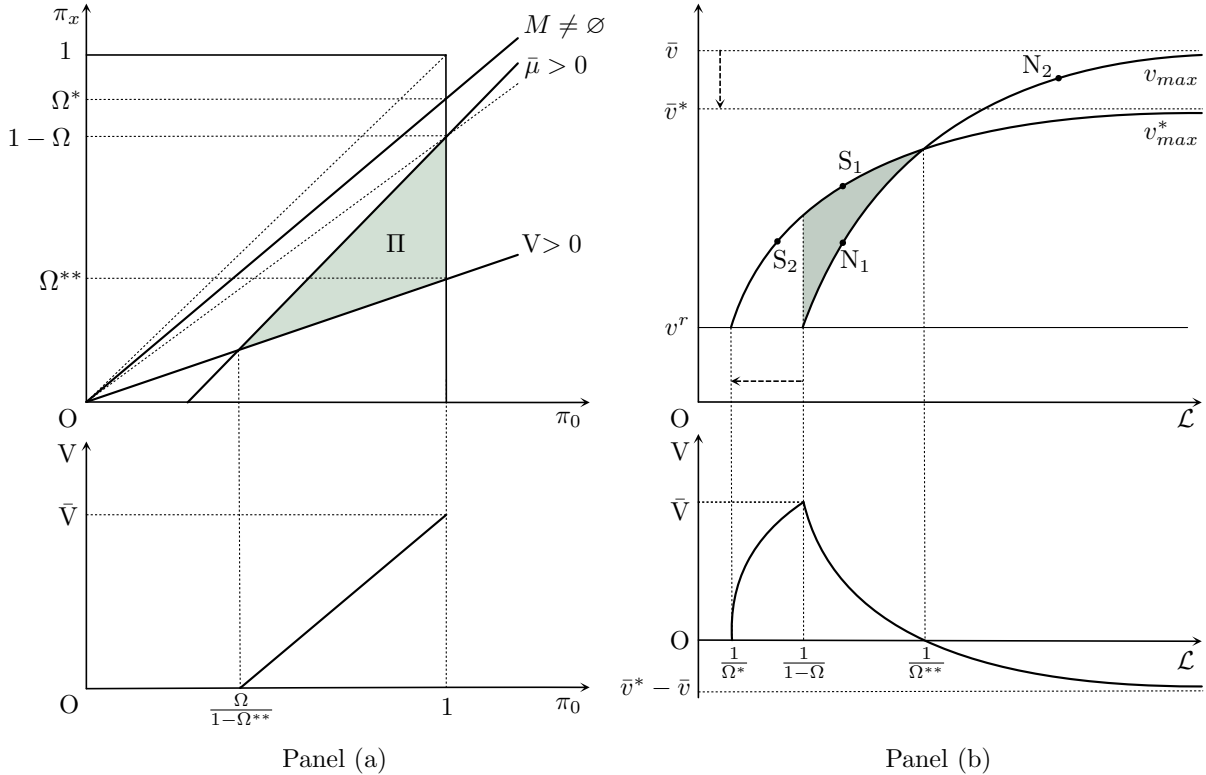 π_x
1
Ω*
1 − Ω
Ω**
O
π_0
M ≠ ∅
μ̄ > 0
V> 0
Π
V
V̄
O
Ω/(1−Ω**)
1
π_0
Panel (a)
v̄
v̄*
v^r
O
ℒ
N_2
v_max
v*_max
S_1
S_2
N_1
V
V̄
O
1/Ω*
1/(1−Ω)
1/Ω**
ℒ
v̄* − v̄
Panel (b)